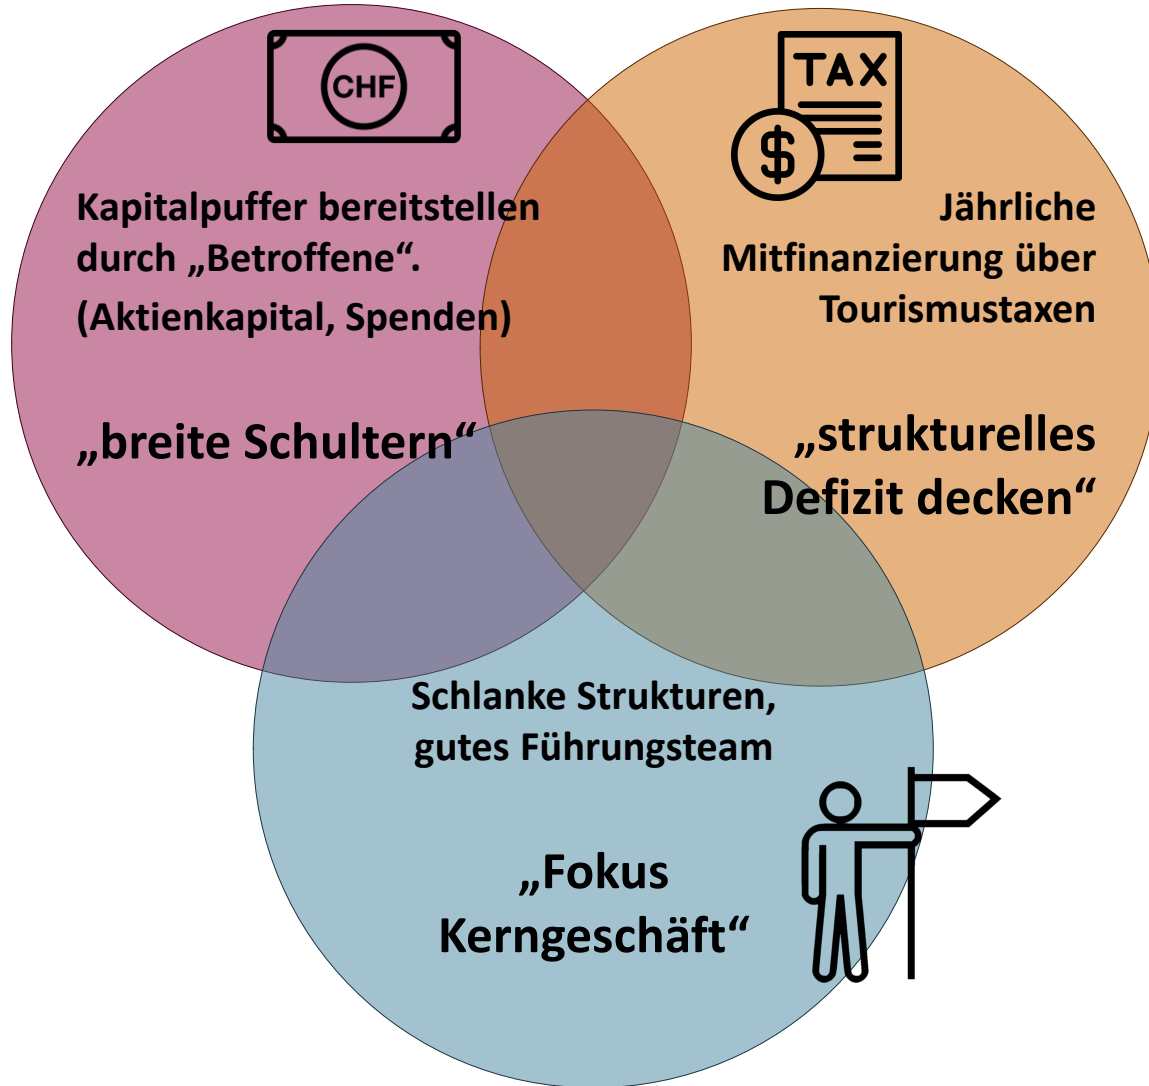 CHF
Kapitalpuffer bereitstellen
durch „Betroffene“.
(Aktienkapital, Spenden)
„breite Schultern“
TAX
$
Jährliche
Mitfinanzierung über
Tourismustaxen
„strukturelles
Defizit decken“
Schlanke Strukturen,
gutes Führungsteam
„Fokus
Kerngeschäft“